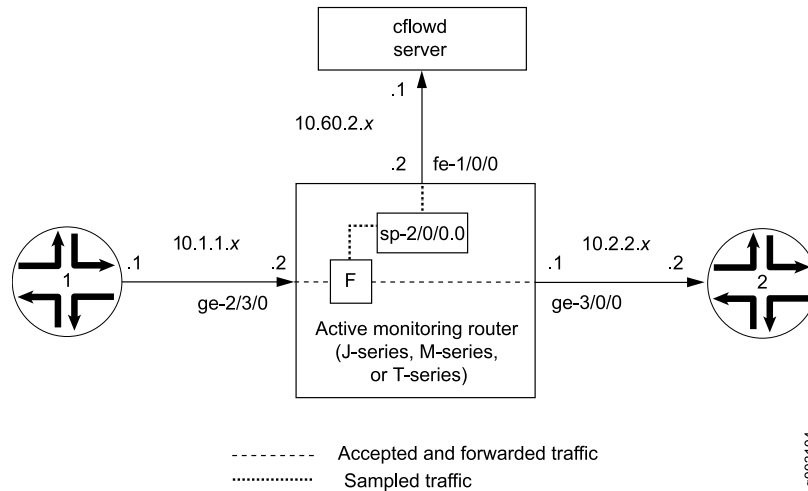 cflowd
server
.1
10.60.2.x
.2 fe-1/0/0
sp-2/0/0.0
10.1.1.x
10.2.2.x
1
.1
.2
F
.1
.2
2
ge-2/3/0
ge-3/0/0
Active monitoring router
(J-series, M-series,
or T-series)
Accepted and forwarded traffic
Sampled traffic